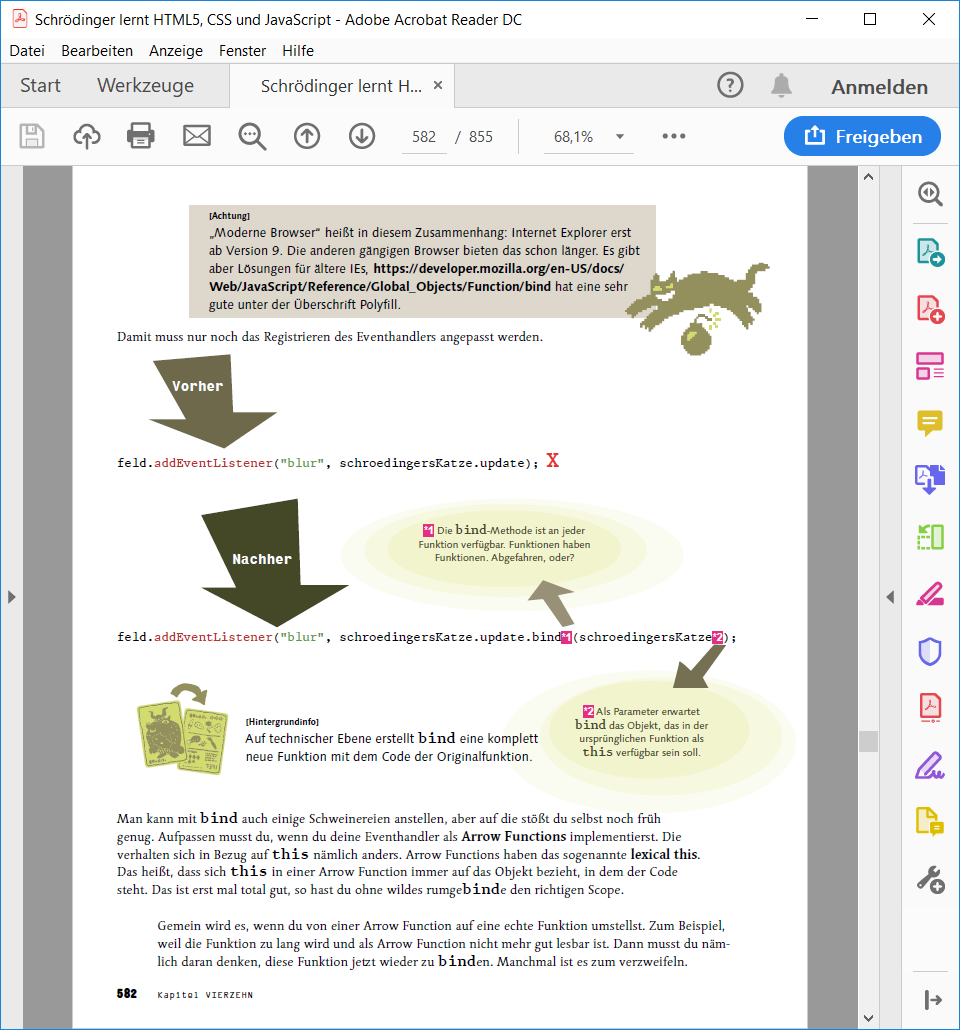 Schrödinger lernt HTML5, CSS und JavaScript - Adobe Acrobat Reader DC
Datei Bearbeiten Anzeige Fenster Hilfe
Start Werkzeuge Schrödinger lernt H... × Anmelden
582 / 855 68,1% Freigeben
[Achtung]
„Moderne Browser“ heißt in diesem Zusammenhang: Internet Explorer erst
ab Version 9. Die anderen gängigen Browser bieten das schon länger. Es gibt
aber Lösungen für ältere IEs, https://developer.mozilla.org/en-US/docs/
Web/JavaScript/Reference/Global_Objects/Function/bind hat eine sehr
gute unter der Überschrift Polyfill.
Damit muss nur noch das Registrieren des Eventhandlers angepasst werden.
Vorher
feld.addEventListener("blur", schroedingersKatze.update); X
*1 Die bind-Methode ist an jeder
Funktion verfügbar. Funktionen haben
Funktionen. Abgefahren, oder?
Nachher
feld.addEventListener("blur", schroedingersKatze.update.bind*1(schroedingersKatze*2);
*2 Als Parameter erwartet
bind das Objekt, das in der
ursprünglichen Funktion als
this verfügbar sein soll.
[Hintergrundinfo]
Auf technischer Ebene erstellt bind eine komplett
neue Funktion mit dem Code der Originalfunktion.
Man kann mit bind auch einige Schweinereien anstellen, aber auf die stößt du selbst noch früh
genug. Aufpassen musst du, wenn du deine Eventhandler als Arrow Functions implementierst. Die
verhalten sich in Bezug auf this nämlich anders. Arrow Functions haben das sogenannte lexical this.
Das heißt, dass sich this in einer Arrow Function immer auf das Objekt bezieht, in dem der Code
steht. Das ist erst mal total gut, so hast du ohne wildes rumgebinde den richtigen Scope.
Gemein wird es, wenn du von einer Arrow Function auf eine echte Funktion umstellst. Zum Beispiel,
weil die Funktion zu lang wird und als Arrow Function nicht mehr gut lesbar ist. Dann musst du näm-
lich daran denken, diese Funktion jetzt wieder zu binden. Manchmal ist es zum verzweifeln.
582 Kapitel VIERZEHN